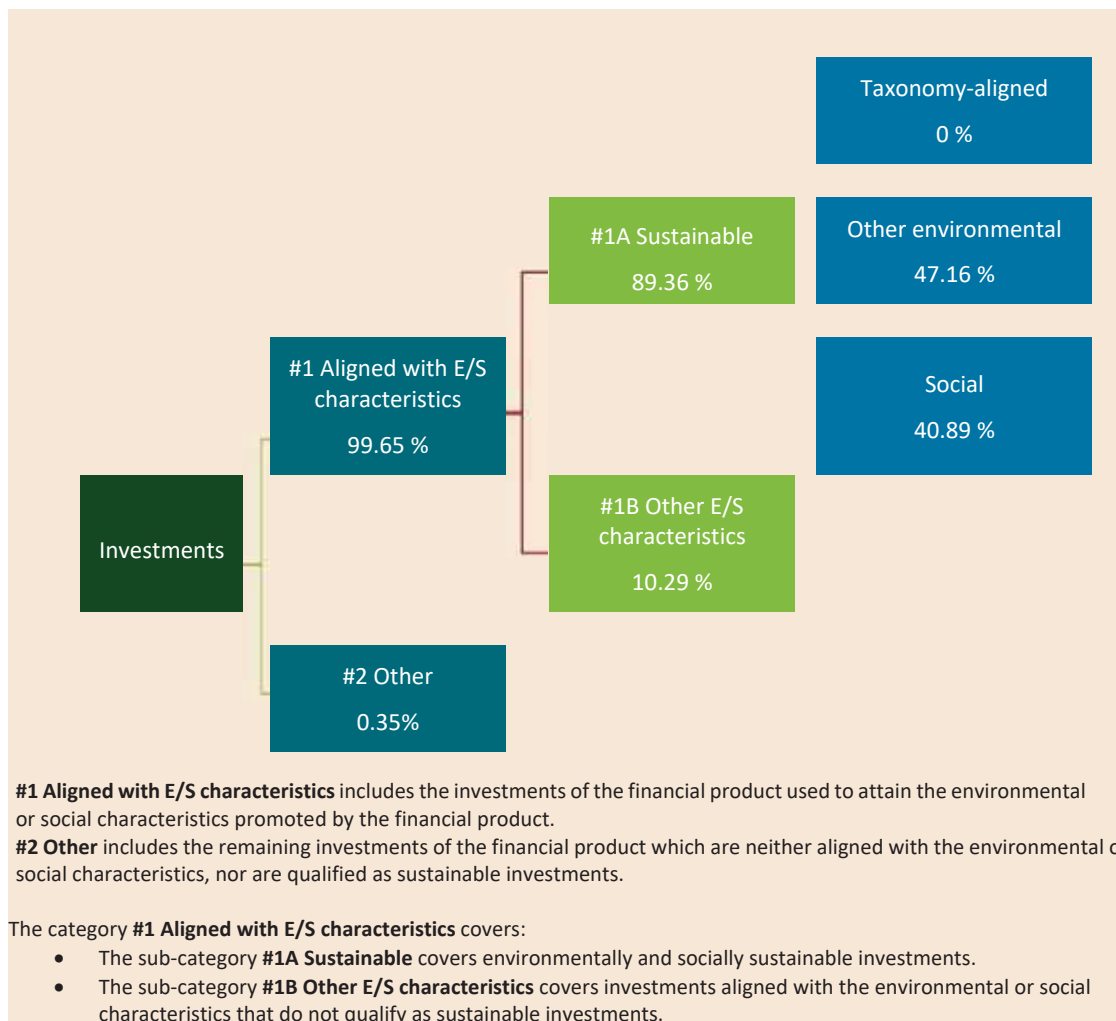 Taxonomy-aligned
0 %
#1A Sustainable
89.36 %
Other environmental
47.16 %
#1 Aligned with E/S
characteristics
99.65 %
Social
40.89 %
Investments
#1B Other E/S
characteristics
10.29 %
#2 Other
0.35%
#1 Aligned with E/S characteristics includes the investments of the financial product used to attain the environmental
or social characteristics promoted by the financial product.
#2 Other includes the remaining investments of the financial product which are neither aligned with the environmental
social characteristics, nor are qualified as sustainable investments.
The category #1 Aligned with E/S characteristics covers:
• The sub-category #1A Sustainable covers environmentally and socially sustainable investments.
• The sub-category #1B Other E/S characteristics covers investments aligned with the environmental or social
characteristics that do not qualify as sustainable investments.